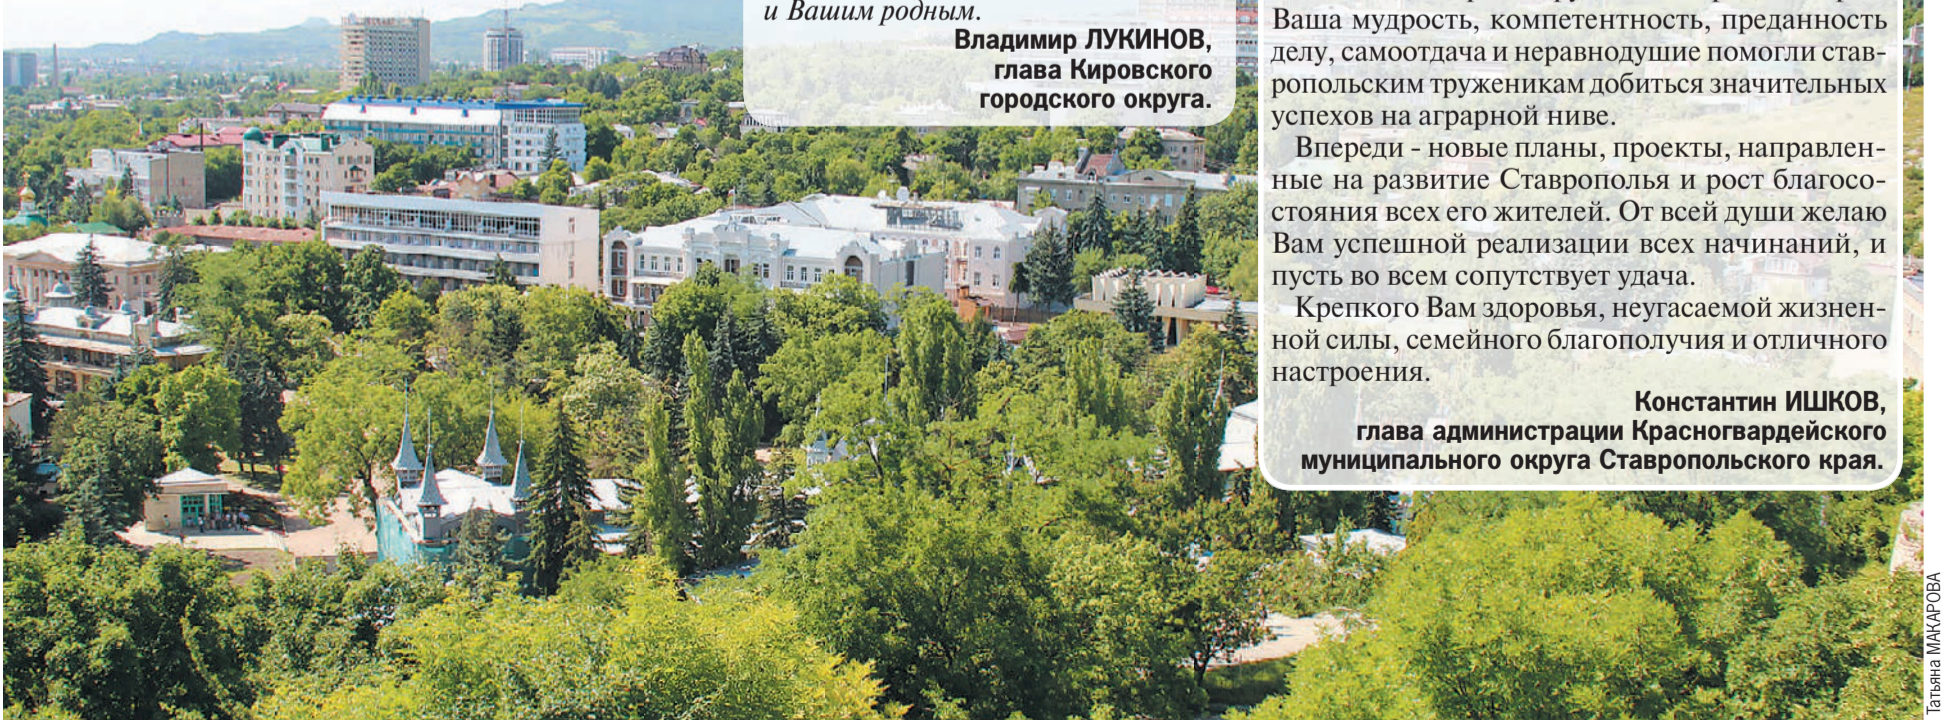 и Вашим родным.
Владимир ЛУКИНОВ,
глава Кировского
городского округа.
Ваша мудрость, компетентность, преданность
делу, самоотдача и неравнодушие помогли став-
ропольским труженикам добиться значительных
успехов на аграрной ниве.
Впереди - новые планы, проекты, направлен-
ные на развитие Ставрополья и рост благосо-
стояния всех его жителей. От всей души желаю
Вам успешной реализации всех начинаний, и
пусть во всем сопутствует удача.
Крепкого Вам здоровья, неугасаемой жизнен-
ной силы, семейного благополучия и отличного
настроения.
Константин ИШКОВ,
глава администрации Красногвардейского
муниципального округа Ставропольского края.
Татьяна МАКАРОВА